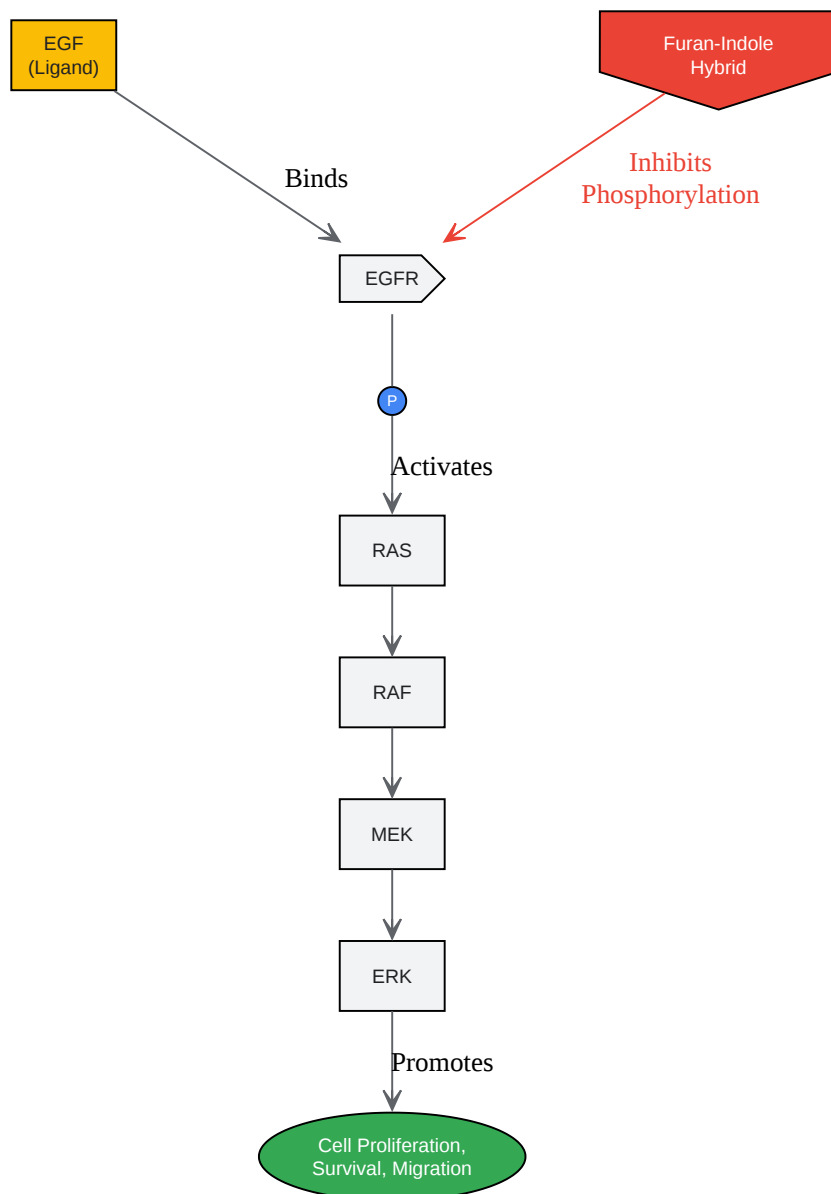 EGF
(Ligand)
Furan-Indole
Hybrid
Binds
Inhibits
Phosphorylation
EGFR
P
Activates
RAS
RAF
MEK
ERK
Promotes
Cell Proliferation,
Survival, Migration